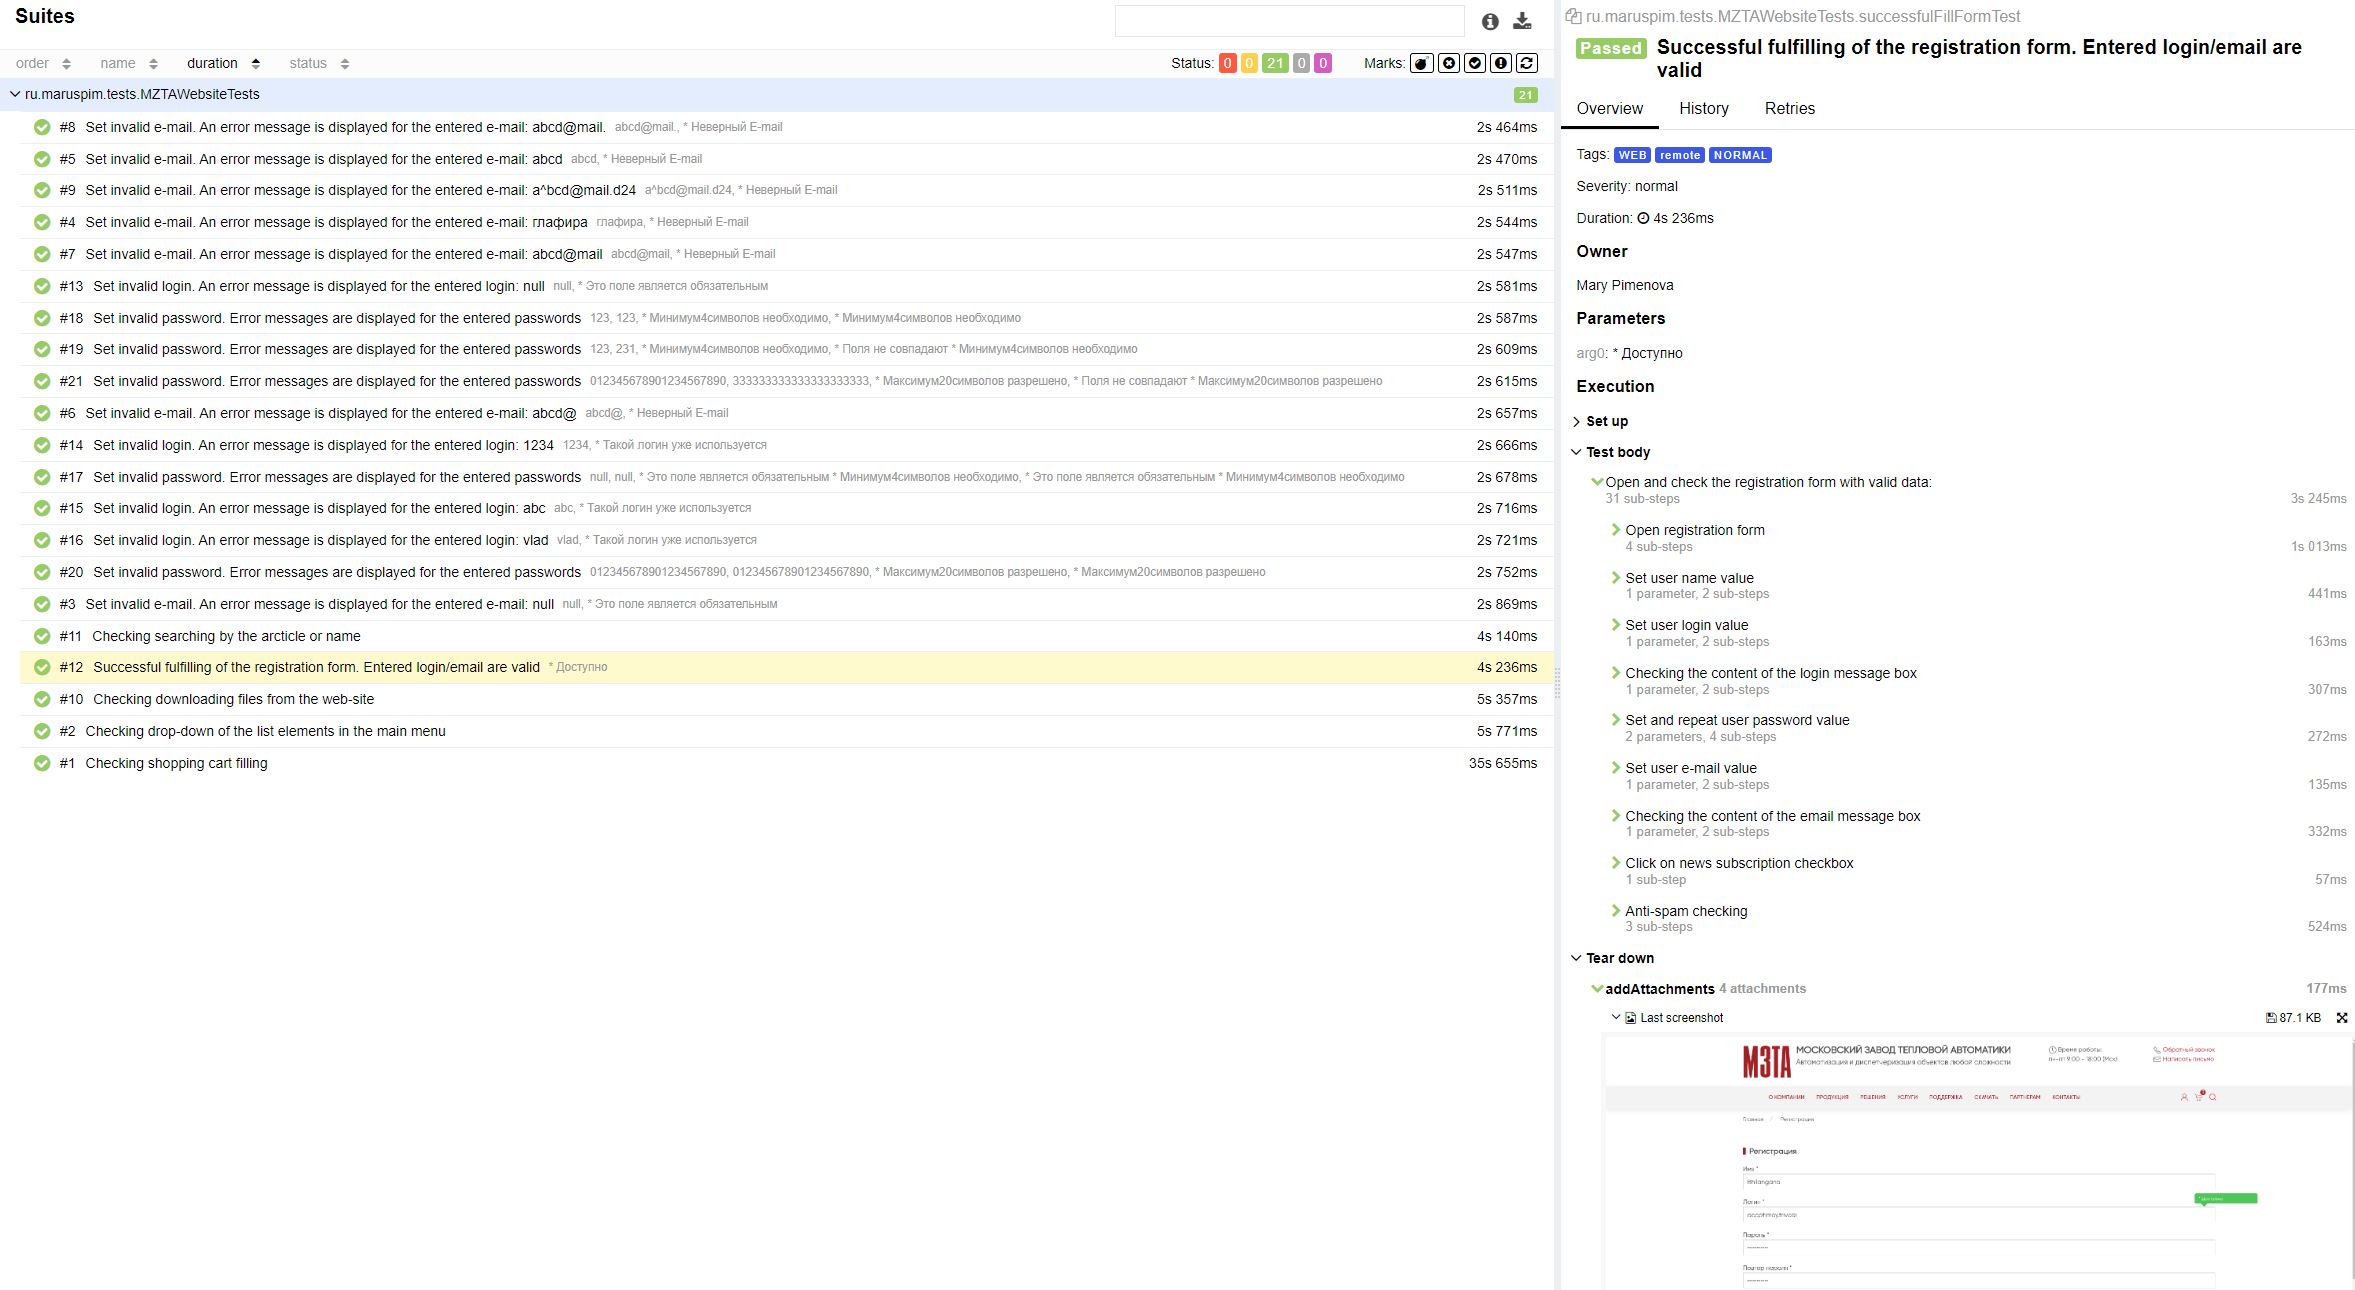 Suites
order name duration status
Status: 0 0 21 0 0 Marks:
ru.maruspim.tests.MZTAWebsiteTests 21
#8 Set invalid e-mail. An error message is displayed for the entered e-mail: abcd@mail. abcd@mail., * Неверный E-mail 2s 464ms
#5 Set invalid e-mail. An error message is displayed for the entered e-mail: abcd abcd, * Неверный E-mail 2s 470ms
#9 Set invalid e-mail. An error message is displayed for the entered e-mail: a^bcd@mail.d24 a^bcd@mail.d24, * Неверный E-mail 2s 511ms
#4 Set invalid e-mail. An error message is displayed for the entered e-mail: глафира глафира, * Неверный E-mail 2s 544ms
#7 Set invalid e-mail. An error message is displayed for the entered e-mail: abcd@mail abcd@mail, * Неверный E-mail 2s 547ms
#13 Set invalid login. An error message is displayed for the entered login: null null, * Это поле является обязательным 2s 581ms
#18 Set invalid password. Error messages are displayed for the entered passwords 123, 123, * Минимум4символов необходимо, * Минимум4символов необходимо 2s 587ms
#19 Set invalid password. Error messages are displayed for the entered passwords 123, 231, * Минимум4символов необходимо, * Поля не совпадают * Минимум4символов необходимо 2s 609ms
#21 Set invalid password. Error messages are displayed for the entered passwords 012345678901234567890, 333333333333333333333, * Максимум20символов разрешено, * Поля не совпадают * Максимум20символов разрешено 2s 615ms
#6 Set invalid e-mail. An error message is displayed for the entered e-mail: abcd@ abcd@, * Неверный E-mail 2s 657ms
#14 Set invalid login. An error message is displayed for the entered login: 1234 1234, * Такой логин уже используется 2s 666ms
#17 Set invalid password. Error messages are displayed for the entered passwords null, null, * Это поле является обязательным * Минимум4символов необходимо, * Это поле является обязательным * Минимум4символов необходимо 2s 678ms
#15 Set invalid login. An error message is displayed for the entered login: abc abc, * Такой логин уже используется 2s 716ms
#16 Set invalid login. An error message is displayed for the entered login: vlad vlad, * Такой логин уже используется 2s 721ms
#20 Set invalid password. Error messages are displayed for the entered passwords 012345678901234567890, 012345678901234567890, * Максимум20символов разрешено, * Максимум20символов разрешено 2s 752ms
#3 Set invalid e-mail. An error message is displayed for the entered e-mail: null null, * Это поле является обязательным 2s 869ms
#11 Checking searching by the arcticle or name 4s 140ms
#12 Successful fulfilling of the registration form. Entered login/email are valid * Доступно 4s 236ms
#10 Checking downloading files from the web-site 5s 357ms
#2 Checking drop-down of the list elements in the main menu 5s 771ms
#1 Checking shopping cart filling 35s 655ms
ru.maruspim.tests.MZTAWebsiteTests.successfulFillFormTest
Passed Successful fulfilling of the registration form. Entered login/email are
valid
Overview History Retries
Tags: WEB remote NORMAL
Severity: normal
Duration: 4s 236ms
Owner
Mary Pimenova
Parameters
arg0: * Доступно
Execution
Set up
Test body
Open and check the registration form with valid data:
31 sub-steps 3s 245ms
Open registration form
4 sub-steps 1s 013ms
Set user name value
1 parameter, 2 sub-steps 441ms
Set user login value
1 parameter, 2 sub-steps 163ms
Checking the content of the login message box
1 parameter, 2 sub-steps 307ms
Set and repeat user password value
2 parameters, 4 sub-steps 272ms
Set user e-mail value
1 parameter, 2 sub-steps 135ms
Checking the content of the email message box
1 parameter, 2 sub-steps 332ms
Click on news subscription checkbox
1 sub-step 57ms
Anti-spam checking
3 sub-steps 524ms
Tear down
addAttachments 4 attachments 177ms
Last screenshot 87.1 KB
МЗТА МОСКОВСКИЙ ЗАВОД ТЕПЛОВОЙ АВТОМАТИКИ
Автоматизация и диспетчеризация объектов любой сложности
Время работы:
пн-пт 9:00 - 18:00 (Мск)
Обратный звонок
Написать письмо
О КОМПАНИИ ПРОДУКЦИЯ РЕШЕНИЯ УСЛУГИ ПОДДЕРЖКА СКАЧАТЬ ПАРТНЕРАМ КОНТАКТЫ
Главная / Регистрация
Регистрация
Имя *
Логин *
Пароль *
Повтор пароля *